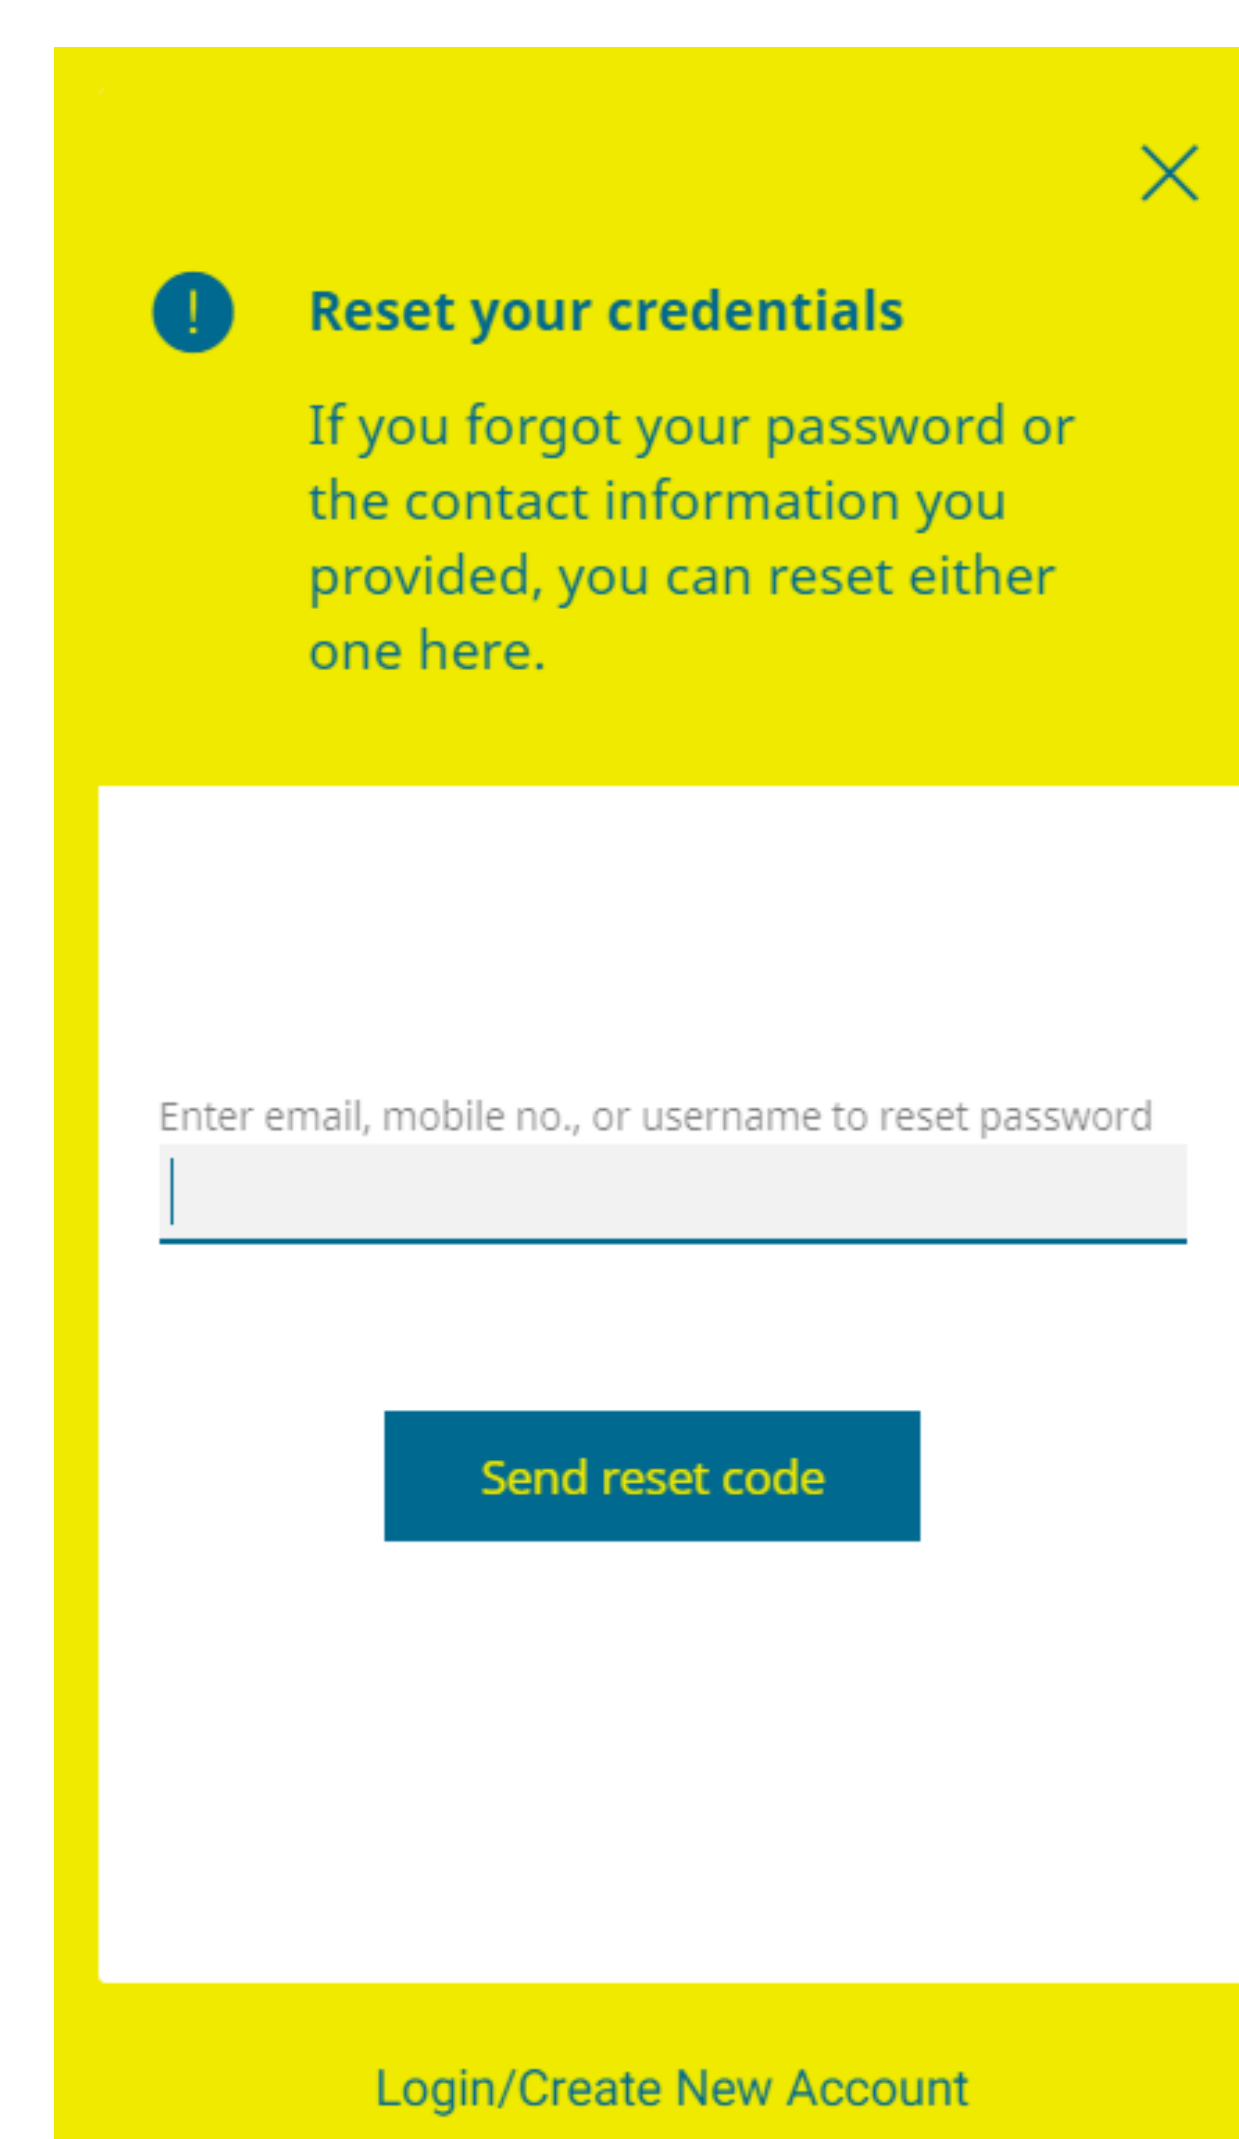 !
Reset your credentials
If you forgot your password or
the contact information you
provided, you can reset either
one here.
Enter email, mobile no., or username to reset password
Send reset code
Login/Create New Account